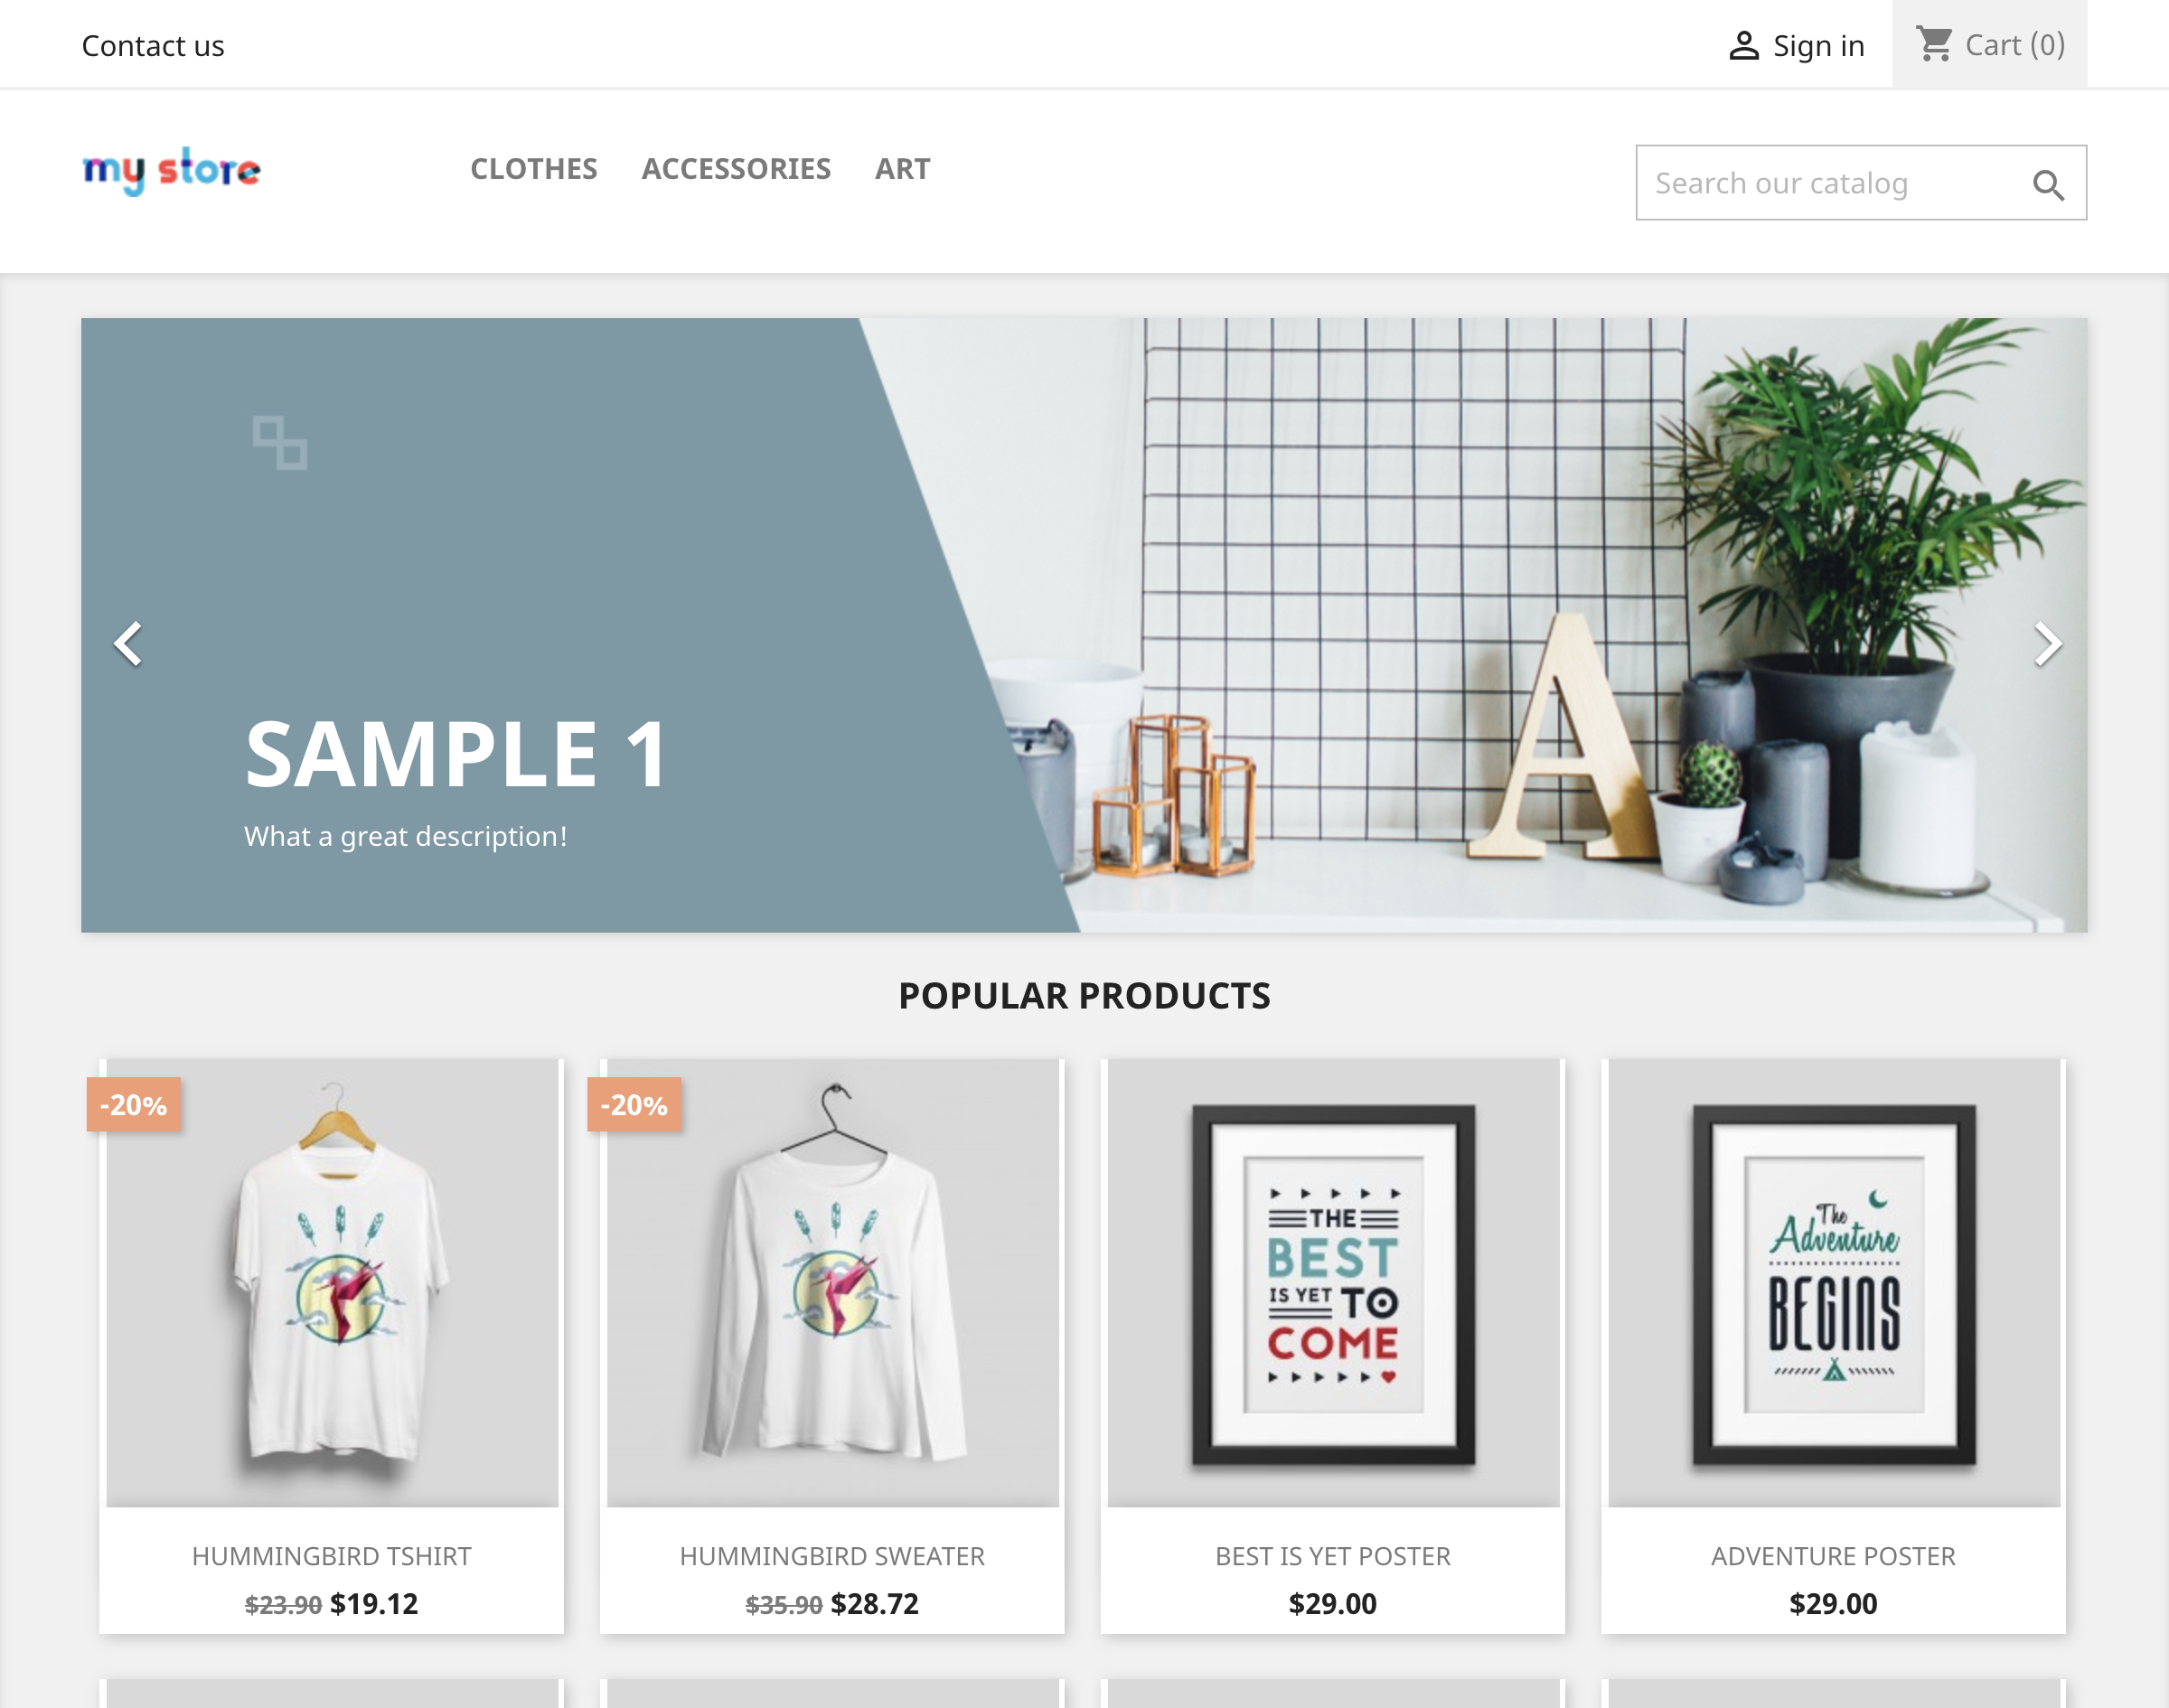 Contact us
Sign in
Cart (0)
my store
CLOTHES
ACCESSORIES
ART
Search our catalog
SAMPLE 1
What a great description!
POPULAR PRODUCTS
-20%
-20%
THE
BEST
IS YET TO
COME
The
Adventure
BEGINS
HUMMINGBIRD TSHIRT
$23.90 $19.12
HUMMINGBIRD SWEATER
$35.90 $28.72
BEST IS YET POSTER
$29.00
ADVENTURE POSTER
$29.00